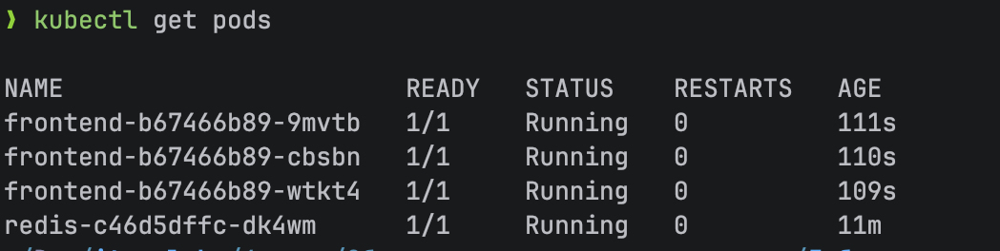 ❯ kubectl get pods
NAME READY STATUS RESTARTS AGE
frontend-b67466b89-9mvtb 1/1 Running 0 111s
frontend-b67466b89-cbsbn 1/1 Running 0 110s
frontend-b67466b89-wtkt4 1/1 Running 0 109s
redis-c46d5dffc-dk4wm 1/1 Running 0 11m